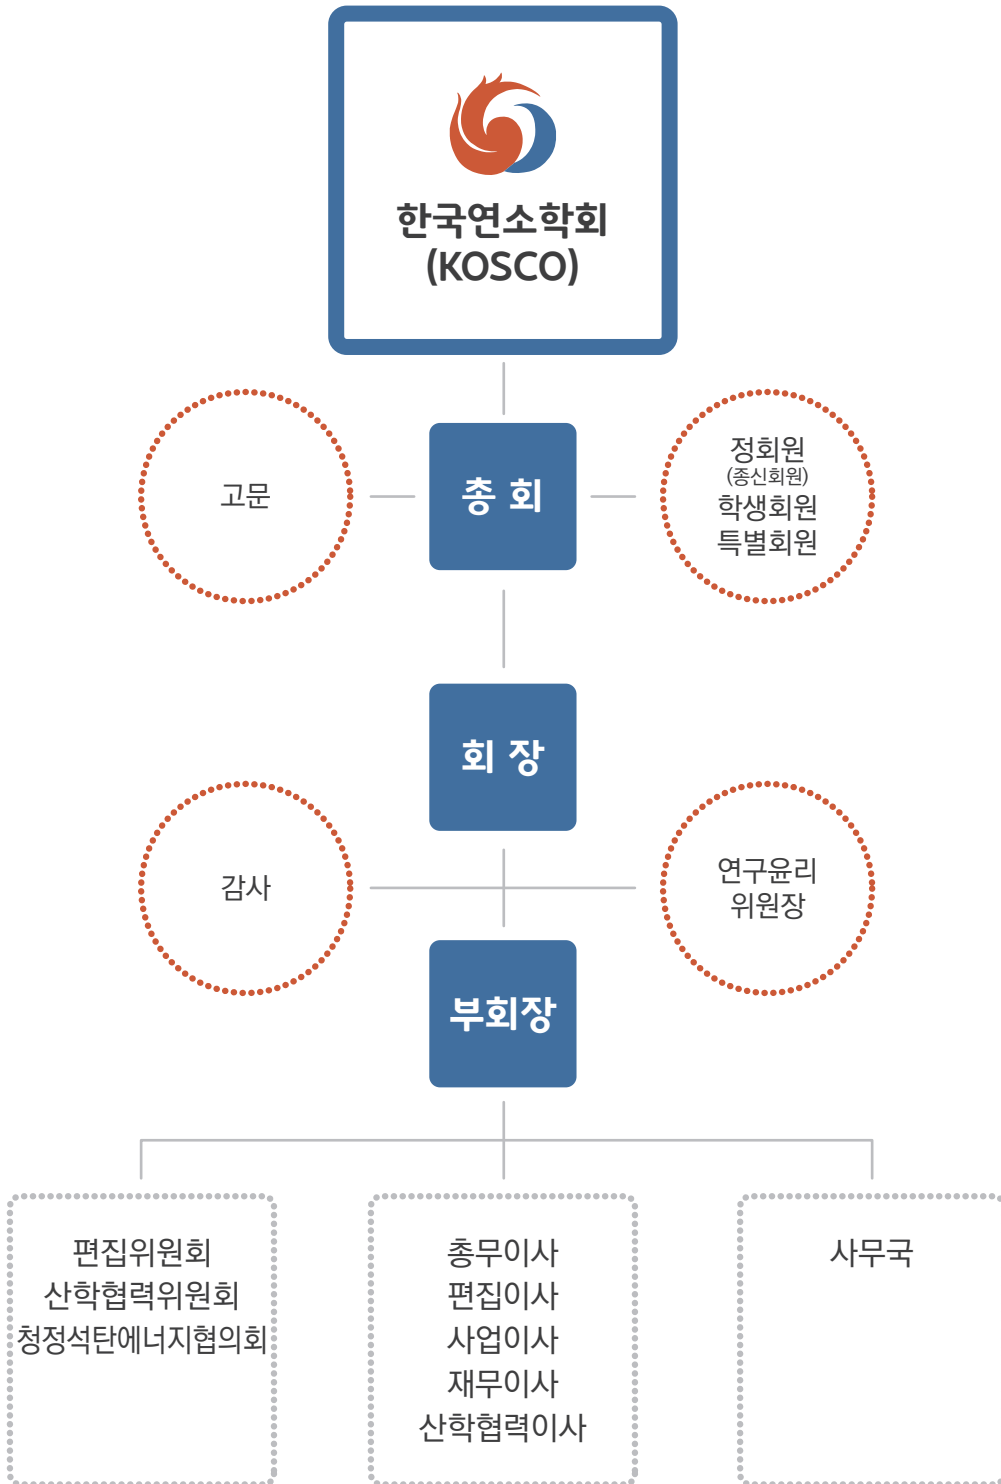 한국연소학회
(KOSCO)
고문
총 회
정회원
(종신회원)
학생회원
특별회원
회 장
감사
연구윤리
위원장
부회장
편집위원회
산학협력위원회
청정석탄에너지협의회
총무이사
편집이사
사업이사
재무이사
산학협력이사
사무국